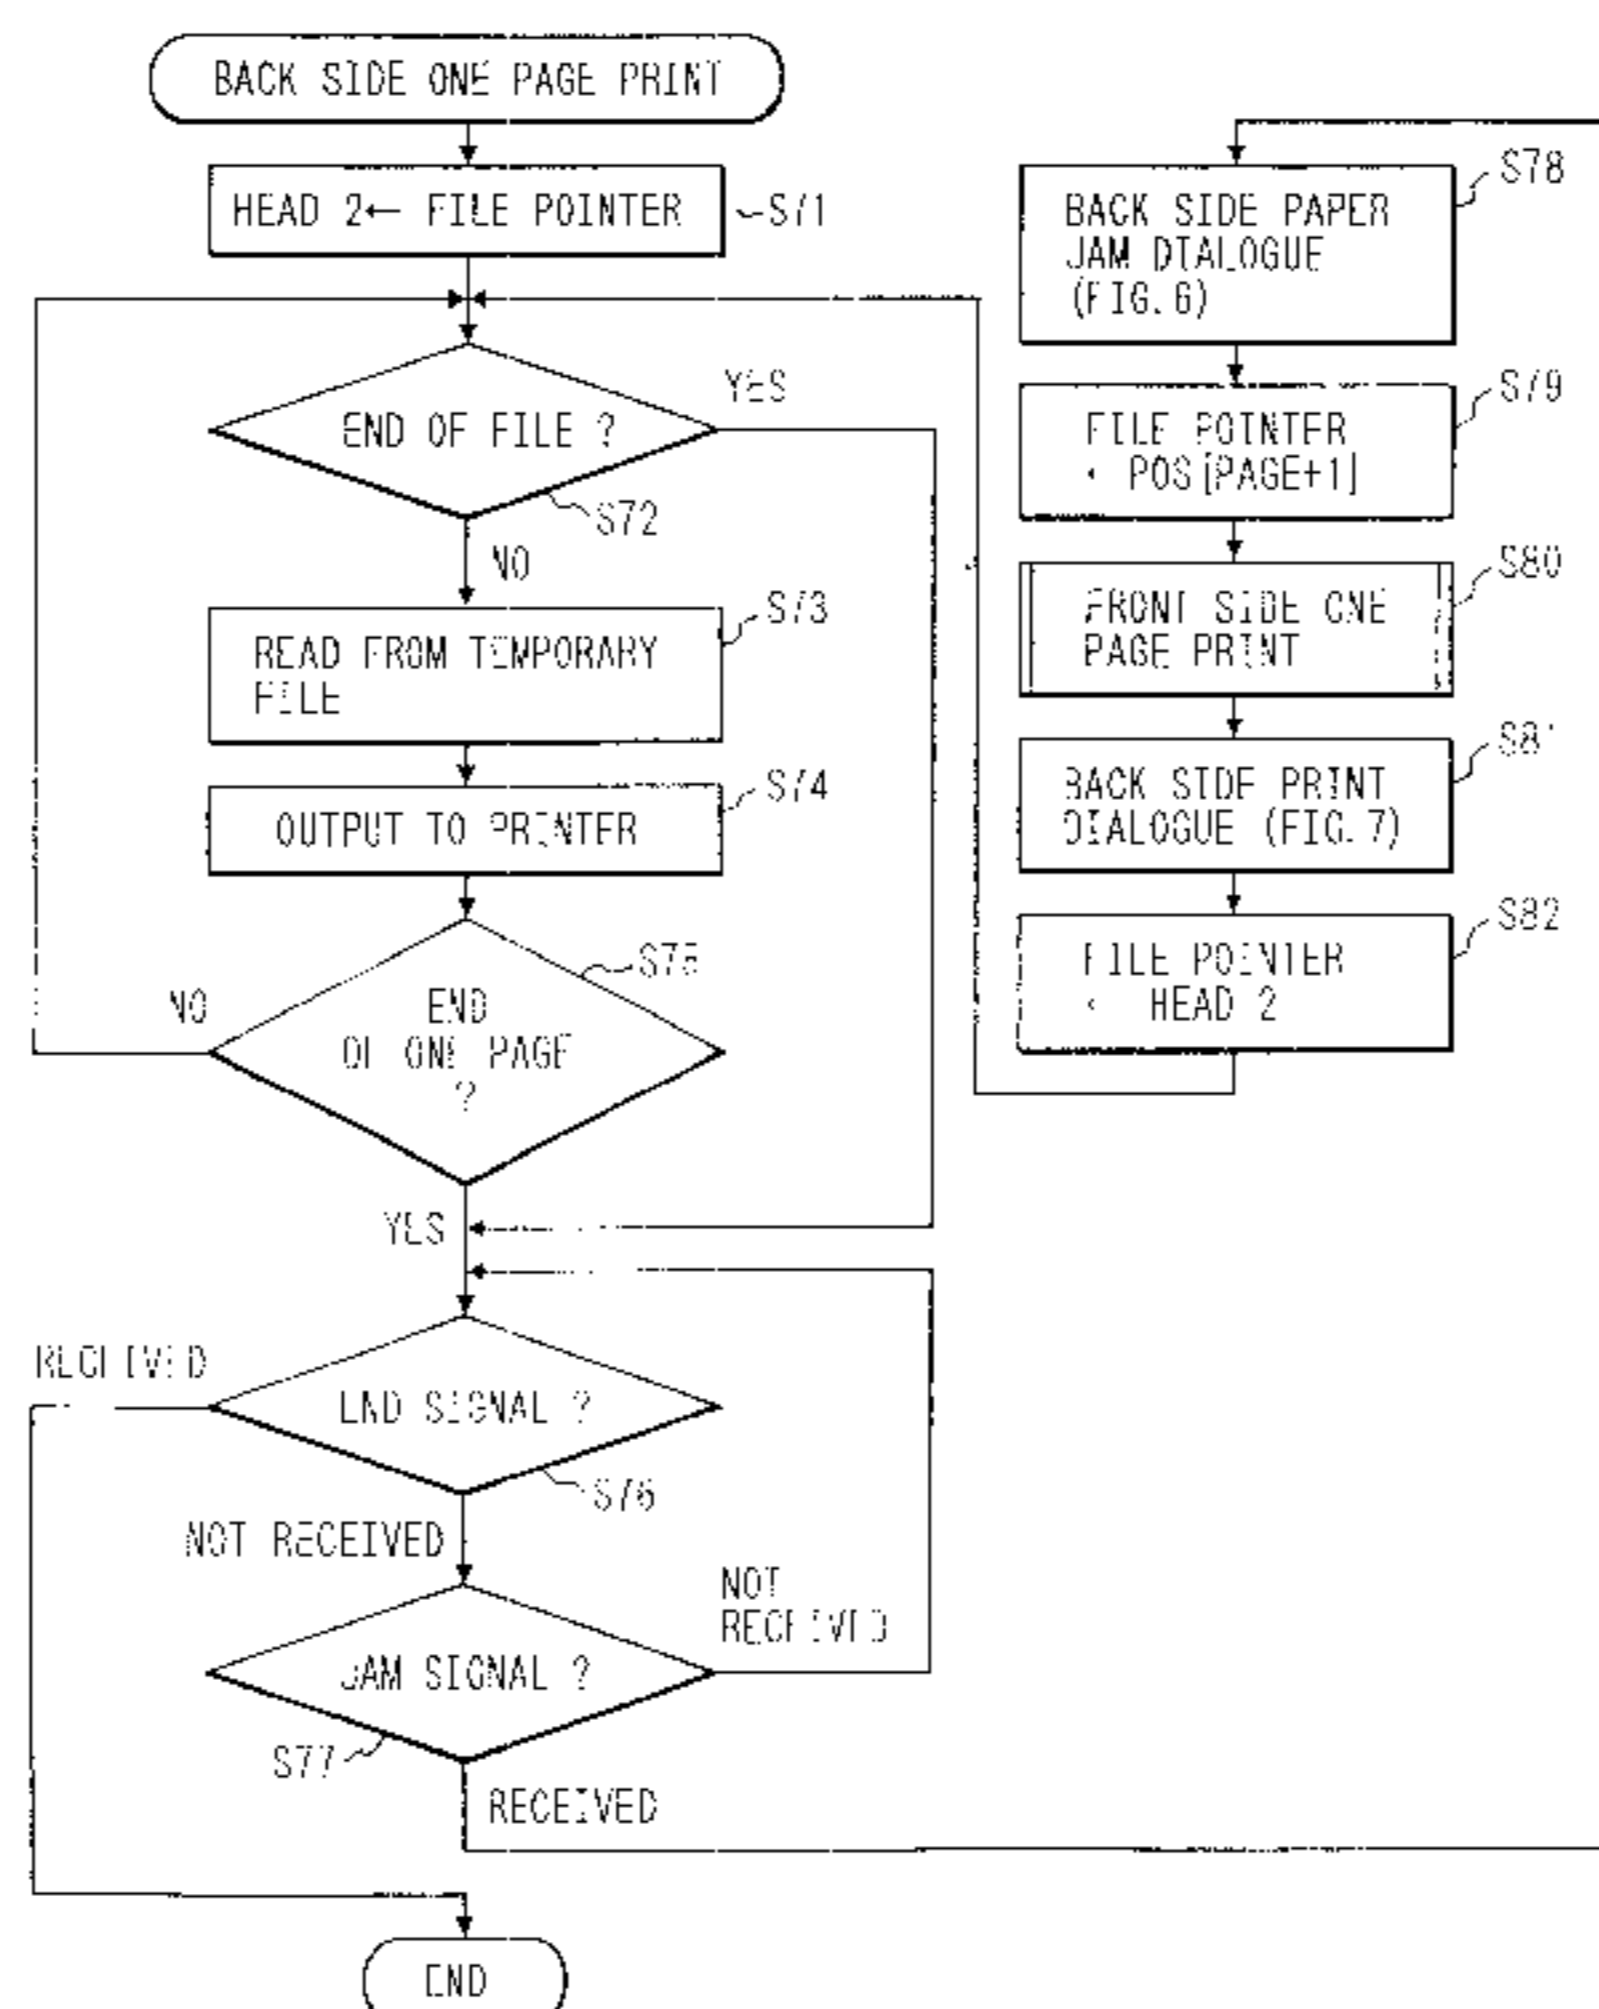 BACK SIDE ONE PAGE PRINT
HEAD 2← FILE POINTER
S71
END OF FILE ?
YES
S72
NO
READ FROM TEMPORARY
FILE
S73
OUTPUT TO PRINTER
S74
S75
END
OF ONE PAGE
?
NO
YES
END SIGNAL ?
RECEIVED
S76
NOT RECEIVED
JAM SIGNAL ?
NOT
RECEIVED
S77
RECEIVED
END
S78
BACK SIDE PAPER
JAM DIALOGUE
(FIG.6)
S79
FILE POINTER
← POS[PAGE+1]
S80
FRONT SIDE ONE
PAGE PRINT
S81
BACK SIDE PRINT
DIALOGUE (FIG.7)
S82
FILE POINTER
← HEAD 2